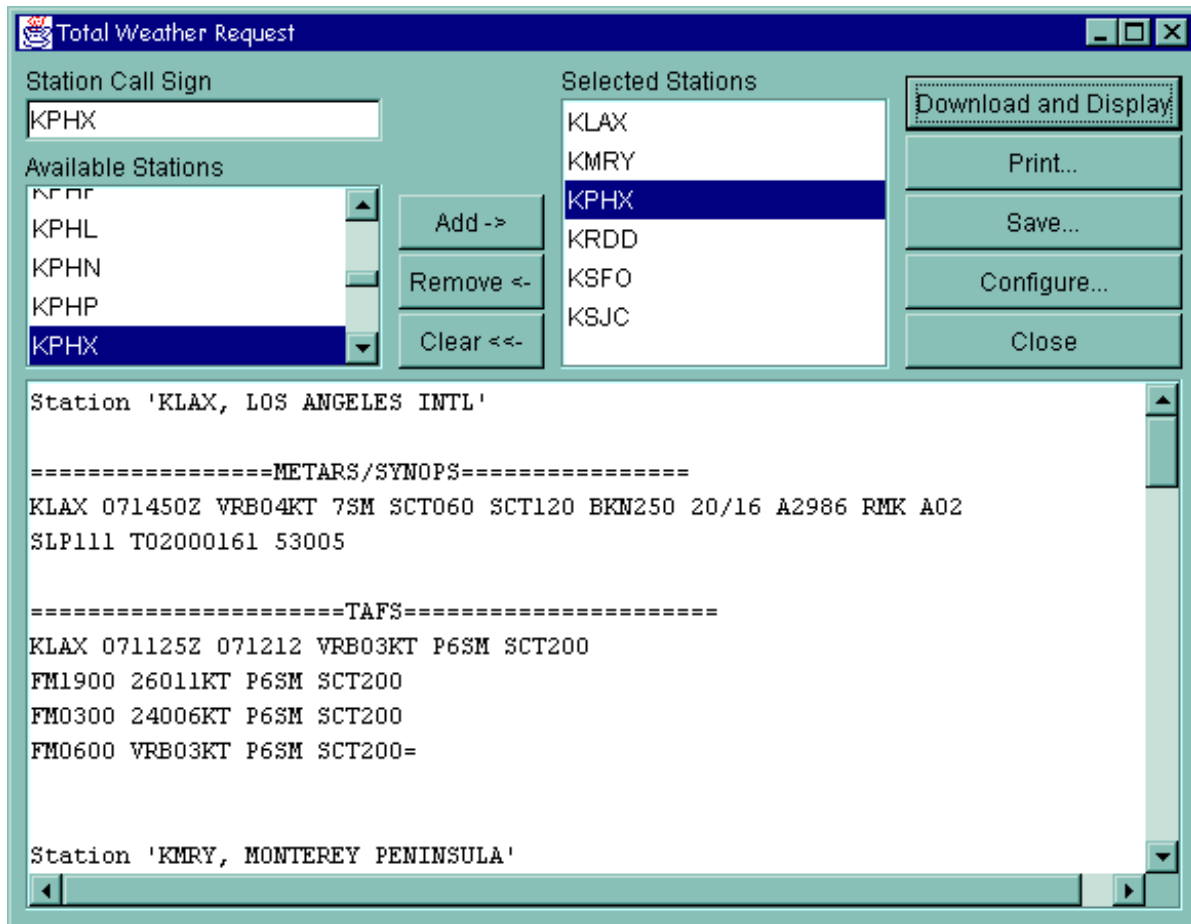 Total Weather Request
Station Call Sign
KPHX
Available Stations
KPHL
KPHN
KPHP
KPHX
Add ->
Remove <-
Clear <<-
Selected Stations
KLAX
KMRY
KPHX
KRDD
KSFO
KSJC
Download and Display
Print...
Save...
Configure...
Close
Station 'KLAX, LOS ANGELES INTL'
=================METARS/SYNOPS================
KLAX 071450Z VRB04KT 7SM SCT060 SCT120 BKN250 20/16 A2986 RMK A02
SLP111 T02000161 53005
======================TAFS======================
KLAX 071125Z 071212 VRB03KT P6SM SCT200
FM1900 26011KT P6SM SCT200
FM0300 24006KT P6SM SCT200
FM0600 VRB03KT P6SM SCT200=
Station 'KMRY, MONTEREY PENINSULA'